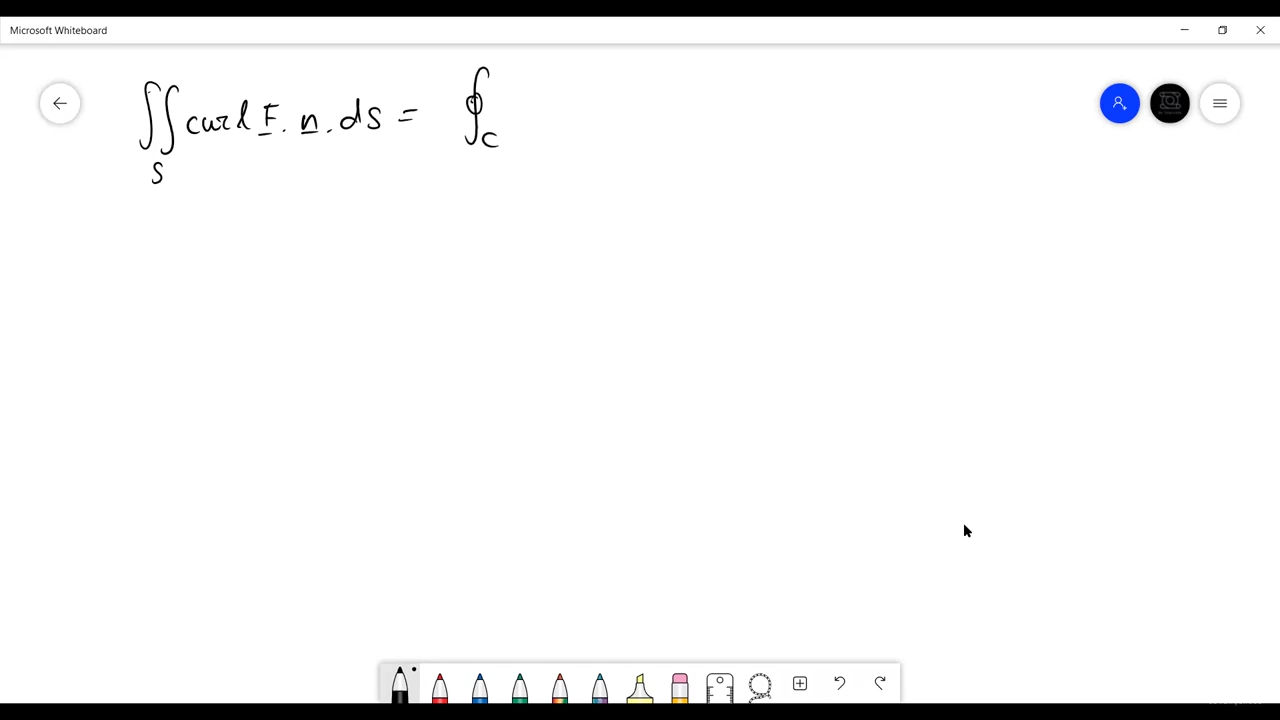 Microsoft Whiteboard
∬ curl F . n . ds = ∮
S C